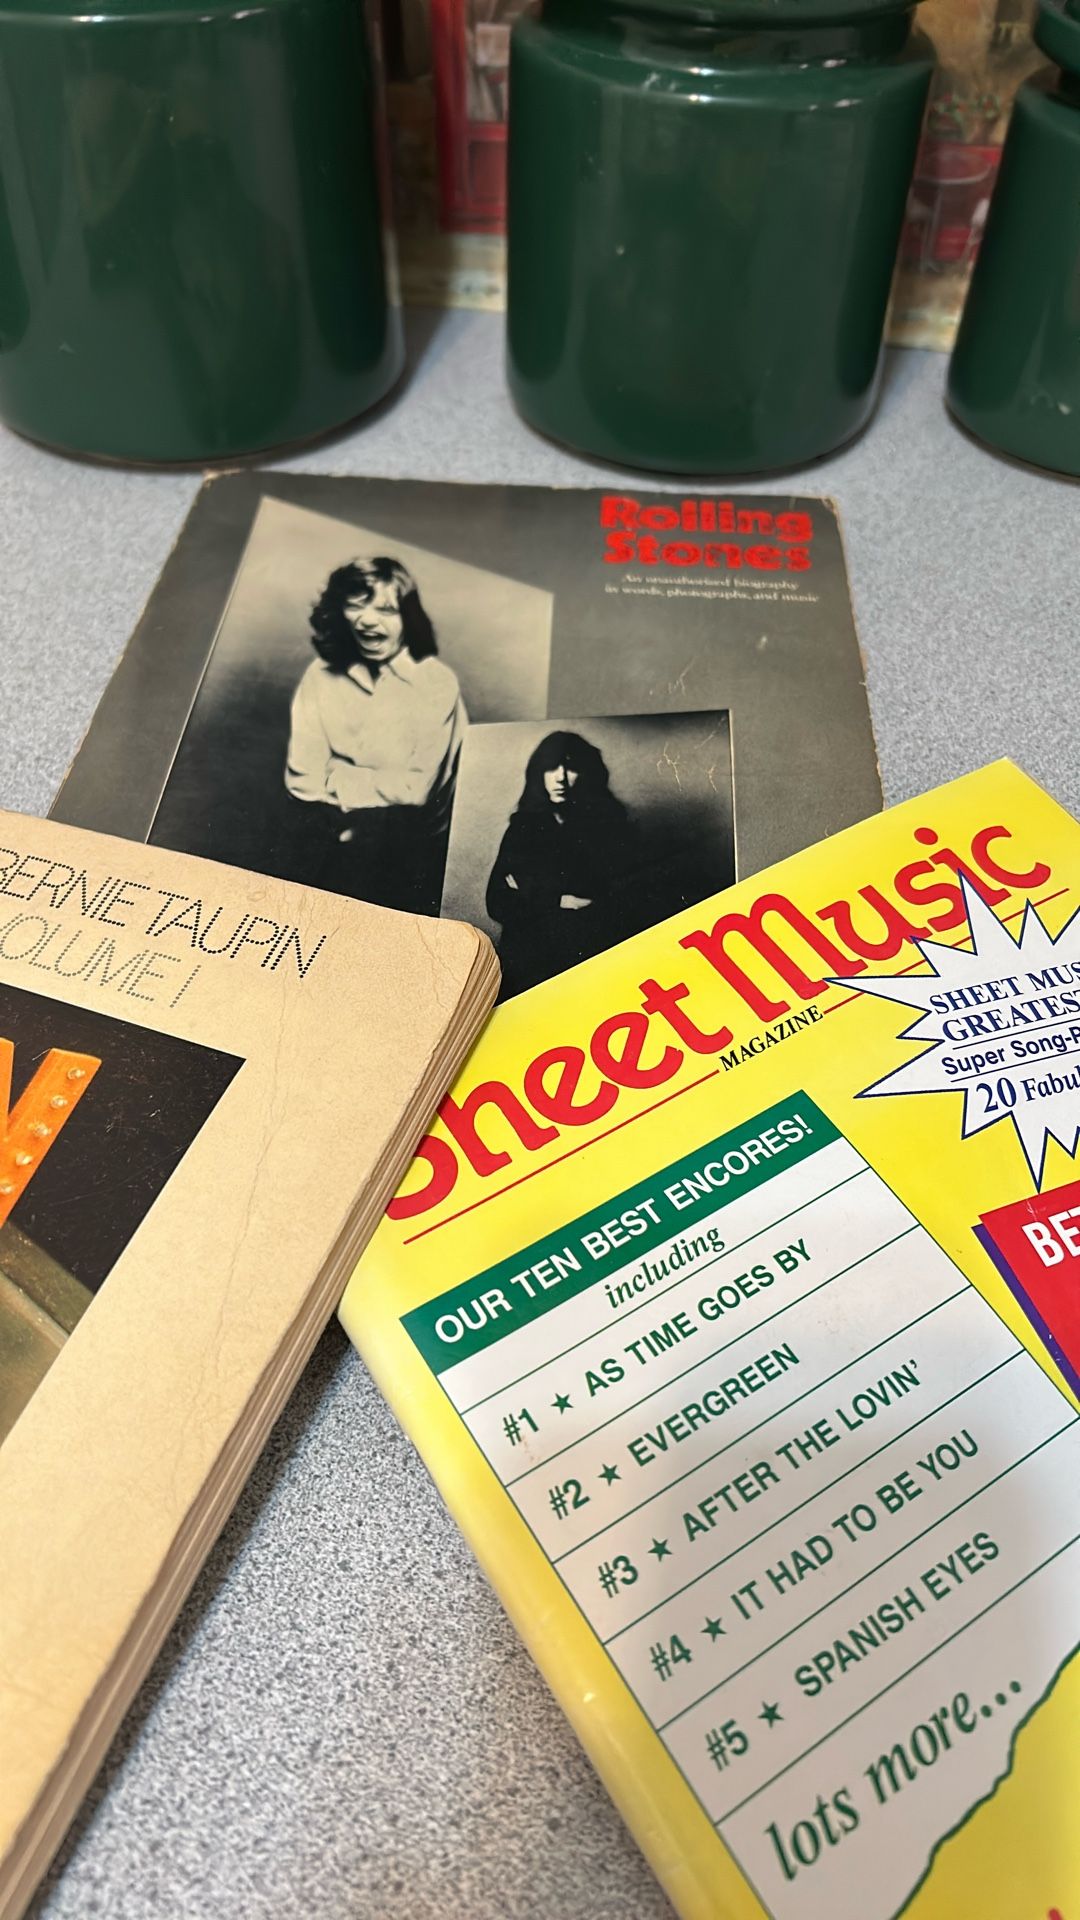 Rolling
Stones
An unauthorized biography
in words, photographs, and music
BERNIE TAUPIN
VOLUME I
N
Sheet Music
MAGAZINE
SHEET MUS
GREATES
Super Song-P
20 Fabu
BE
OUR TEN BEST ENCORES!
including
#1 ★ AS TIME GOES BY
#2 ★ EVERGREEN
#3 ★ AFTER THE LOVIN'
#4 ★ IT HAD TO BE YOU
#5 ★ SPANISH EYES
lots more...